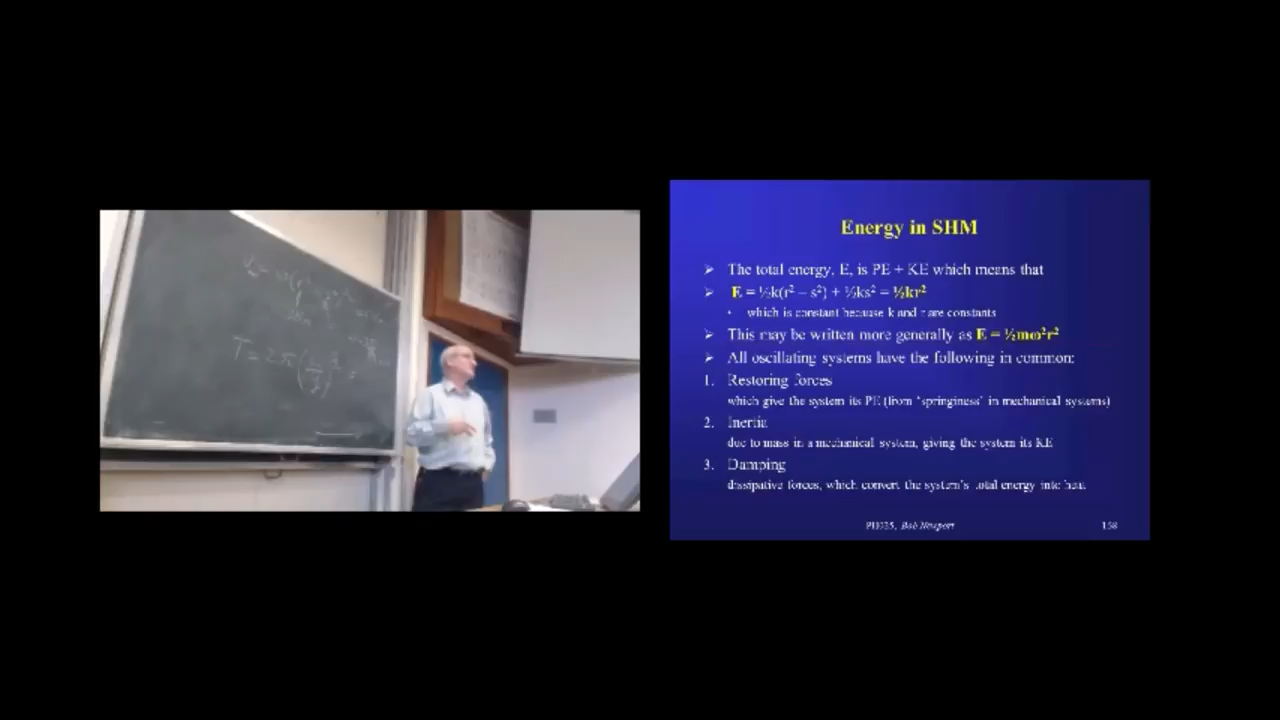 T = 2π
Energy in SHM
➢ The total energy, E, is PE + KE which means that
➢ E = ½k(r² – s²) + ½ks² = ½kr²
• which is constant because k and r are constants
➢ This may be written more generally as E = ½mω²r²
➢ All oscillating systems have the following in common:
1. Restoring forces
which give the system its PE (from ‘springiness’ in mechanical systems)
2. Inertia
due to mass in a mechanical system, giving the system its KE
3. Damping
dissipative forces, which convert the system’s total energy into heat
Bob Newport
158